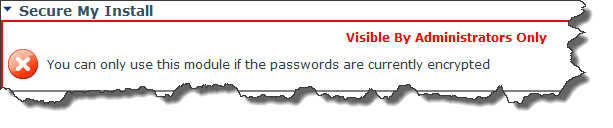 Secure My Install
Visible By Administrators Only
You can only use this module if the passwords are currently encrypted